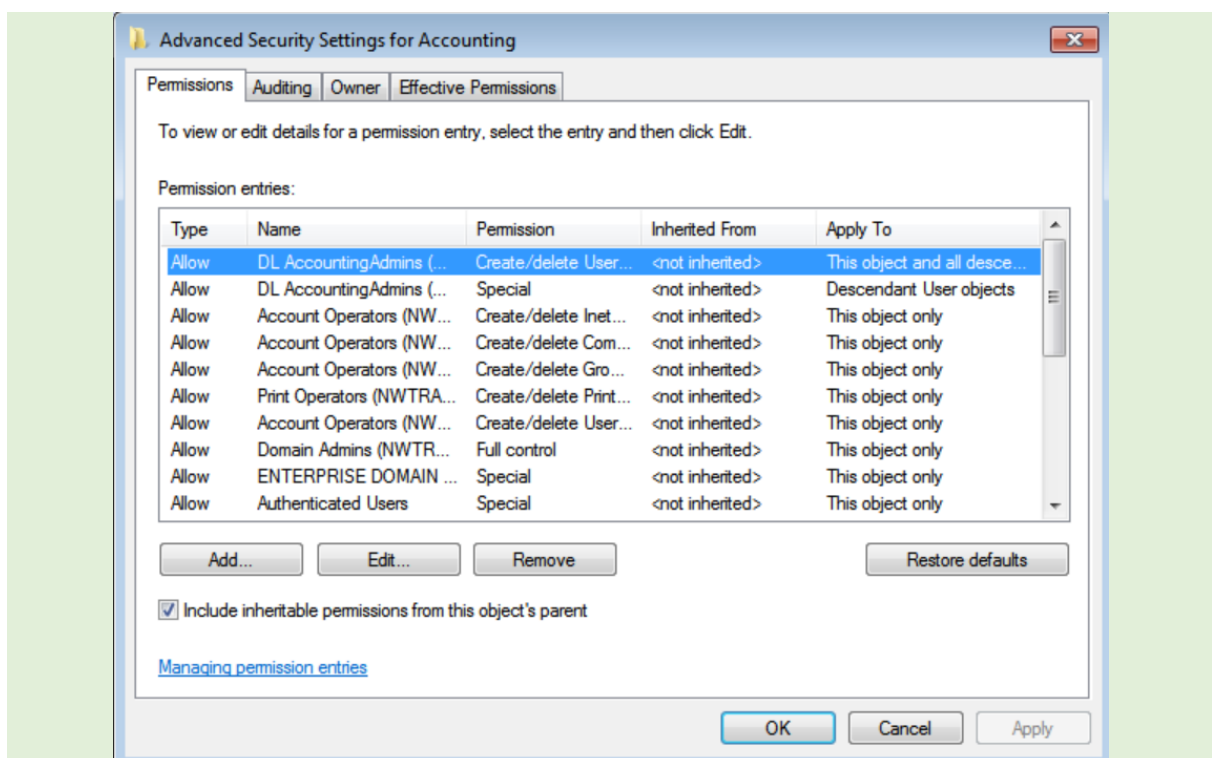 Advanced Security Settings for Accounting
Permissions Auditing Owner Effective Permissions
To view or edit details for a permission entry, select the entry and then click Edit.
Permission entries:
Type Name Permission Inherited From Apply To
Allow DL AccountingAdmins (... Create/delete User... <not inherited> This object and all desce...
Allow DL AccountingAdmins (... Special <not inherited> Descendant User objects
Allow Account Operators (NW... Create/delete Inet... <not inherited> This object only
Allow Account Operators (NW... Create/delete Com... <not inherited> This object only
Allow Account Operators (NW... Create/delete Gro... <not inherited> This object only
Allow Print Operators (NWTRA... Create/delete Print... <not inherited> This object only
Allow Account Operators (NW... Create/delete User... <not inherited> This object only
Allow Domain Admins (NWTR... Full control <not inherited> This object only
Allow ENTERPRISE DOMAIN ... Special <not inherited> This object only
Allow Authenticated Users Special <not inherited> This object only
Add... Edit... Remove Restore defaults
Include inheritable permissions from this object's parent
Managing permission entries
OK Cancel Apply